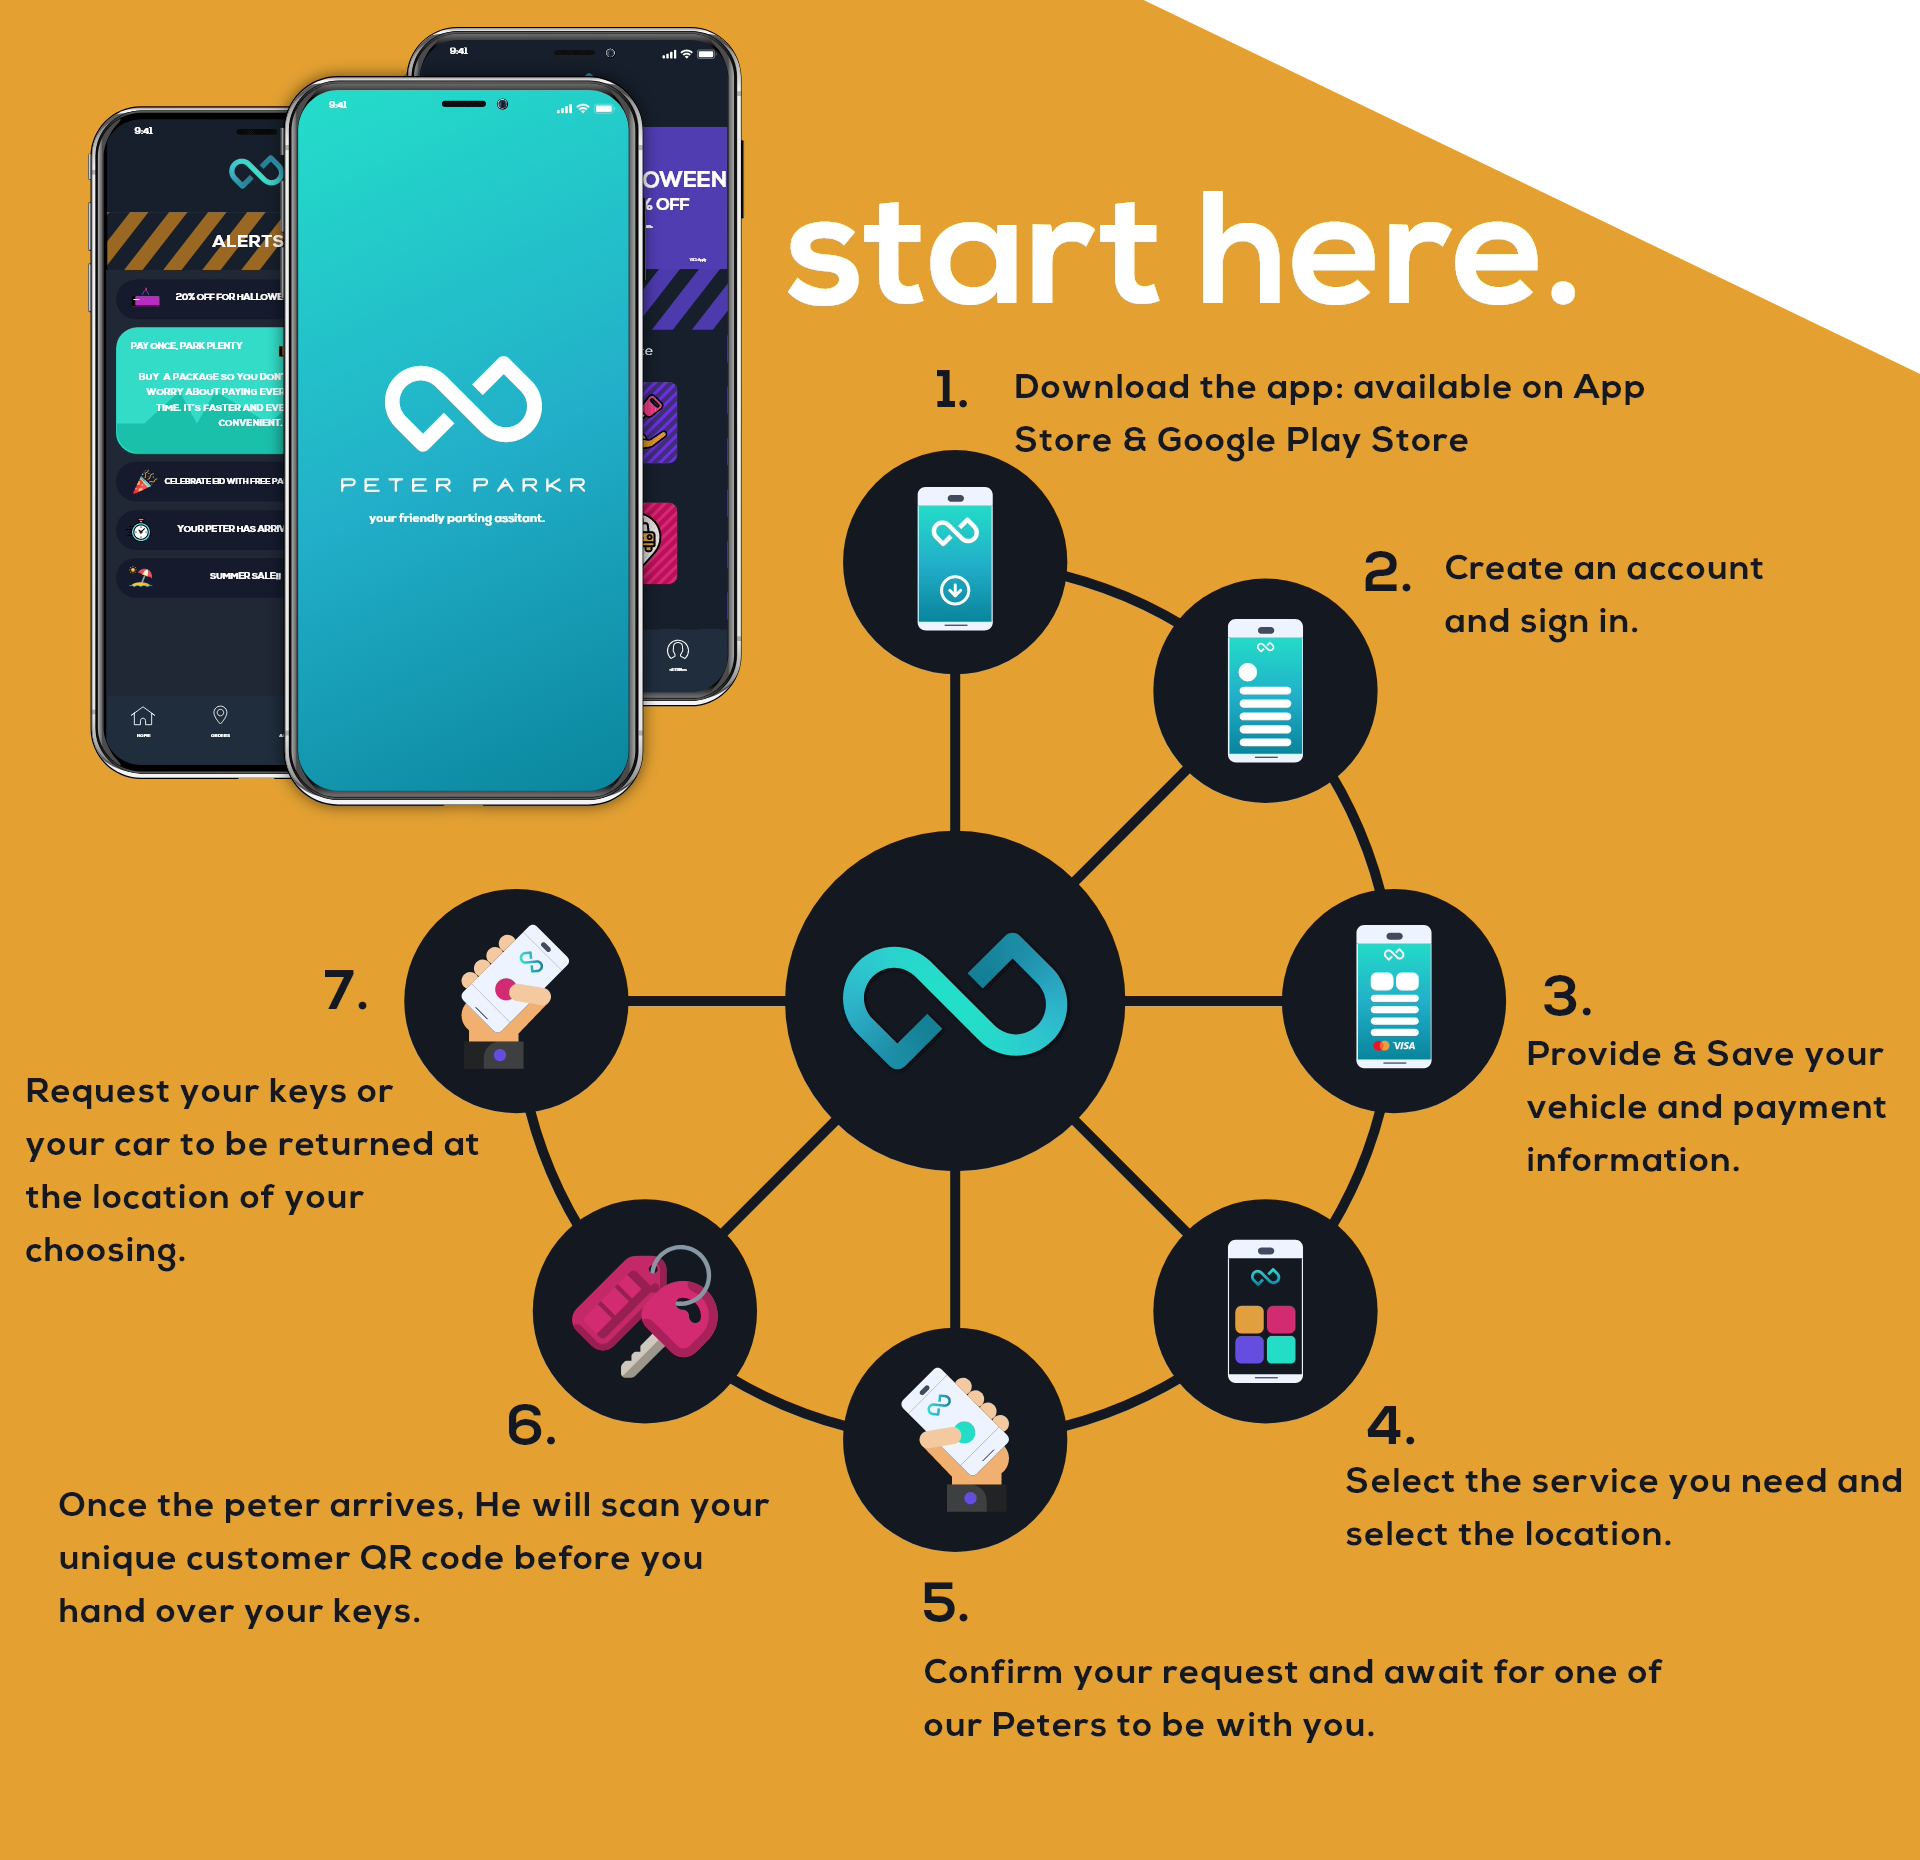 9:41
ALERTS
20% OFF FOR HALLOWE
PAY ONCE, PARK PLENTY
BUY A PACKAGE SO YOU DON'
WORRY ABOUT PAYING EVER
TIME. IT'S FASTER AND EVE
CONVENIENT.
CELEBRATE EID WITH FREE PA
YOUR PETER HAS ARRIV
SUMMER SALE!!
HOME
ORDERS
9:41
PETER PARKR
your friendly parking assitant.
9:41
OWEEN
% OFF
start here.
1.
Download the app: available on App
Store & Google Play Store
2.
Create an account
and sign in.
VISA
3.
Provide & Save your
vehicle and payment
information.
4.
Select the service you need and
select the location.
5.
Confirm your request and await for one of
our Peters to be with you.
6.
Once the peter arrives, He will scan your
unique customer QR code before you
hand over your keys.
7.
Request your keys or
your car to be returned at
the location of your
choosing.